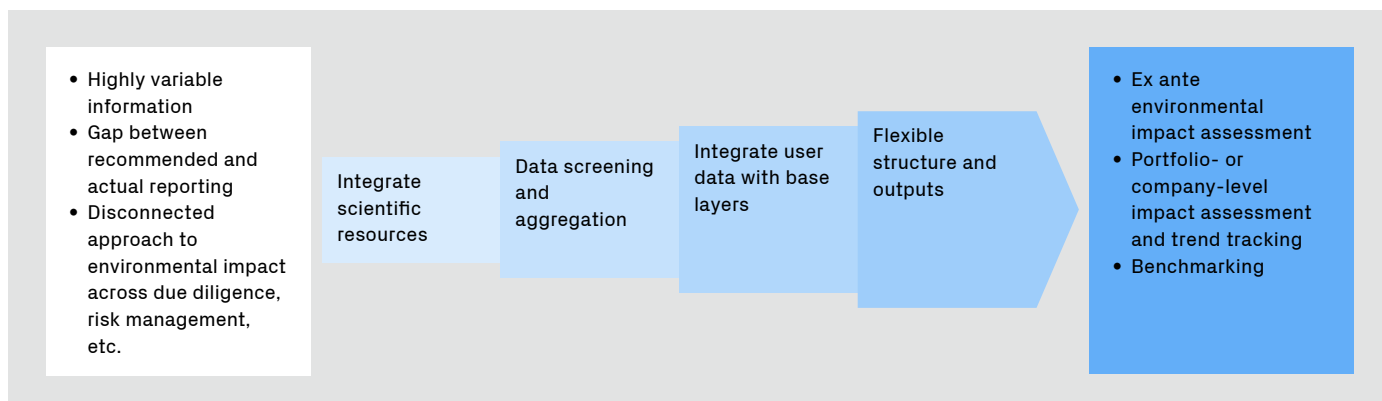 • Highly variable
information
• Gap between
recommended and
actual reporting
• Disconnected
approach to
environmental impact
across due diligence,
risk management,
etc.
Integrate
scientific
resources
Data screening
and
aggregation
Integrate user
data with base
layers
Flexible
structure and
outputs
• Ex ante
environmental
impact assessment
• Portfolio- or
company-level
impact assessment
and trend tracking
• Benchmarking